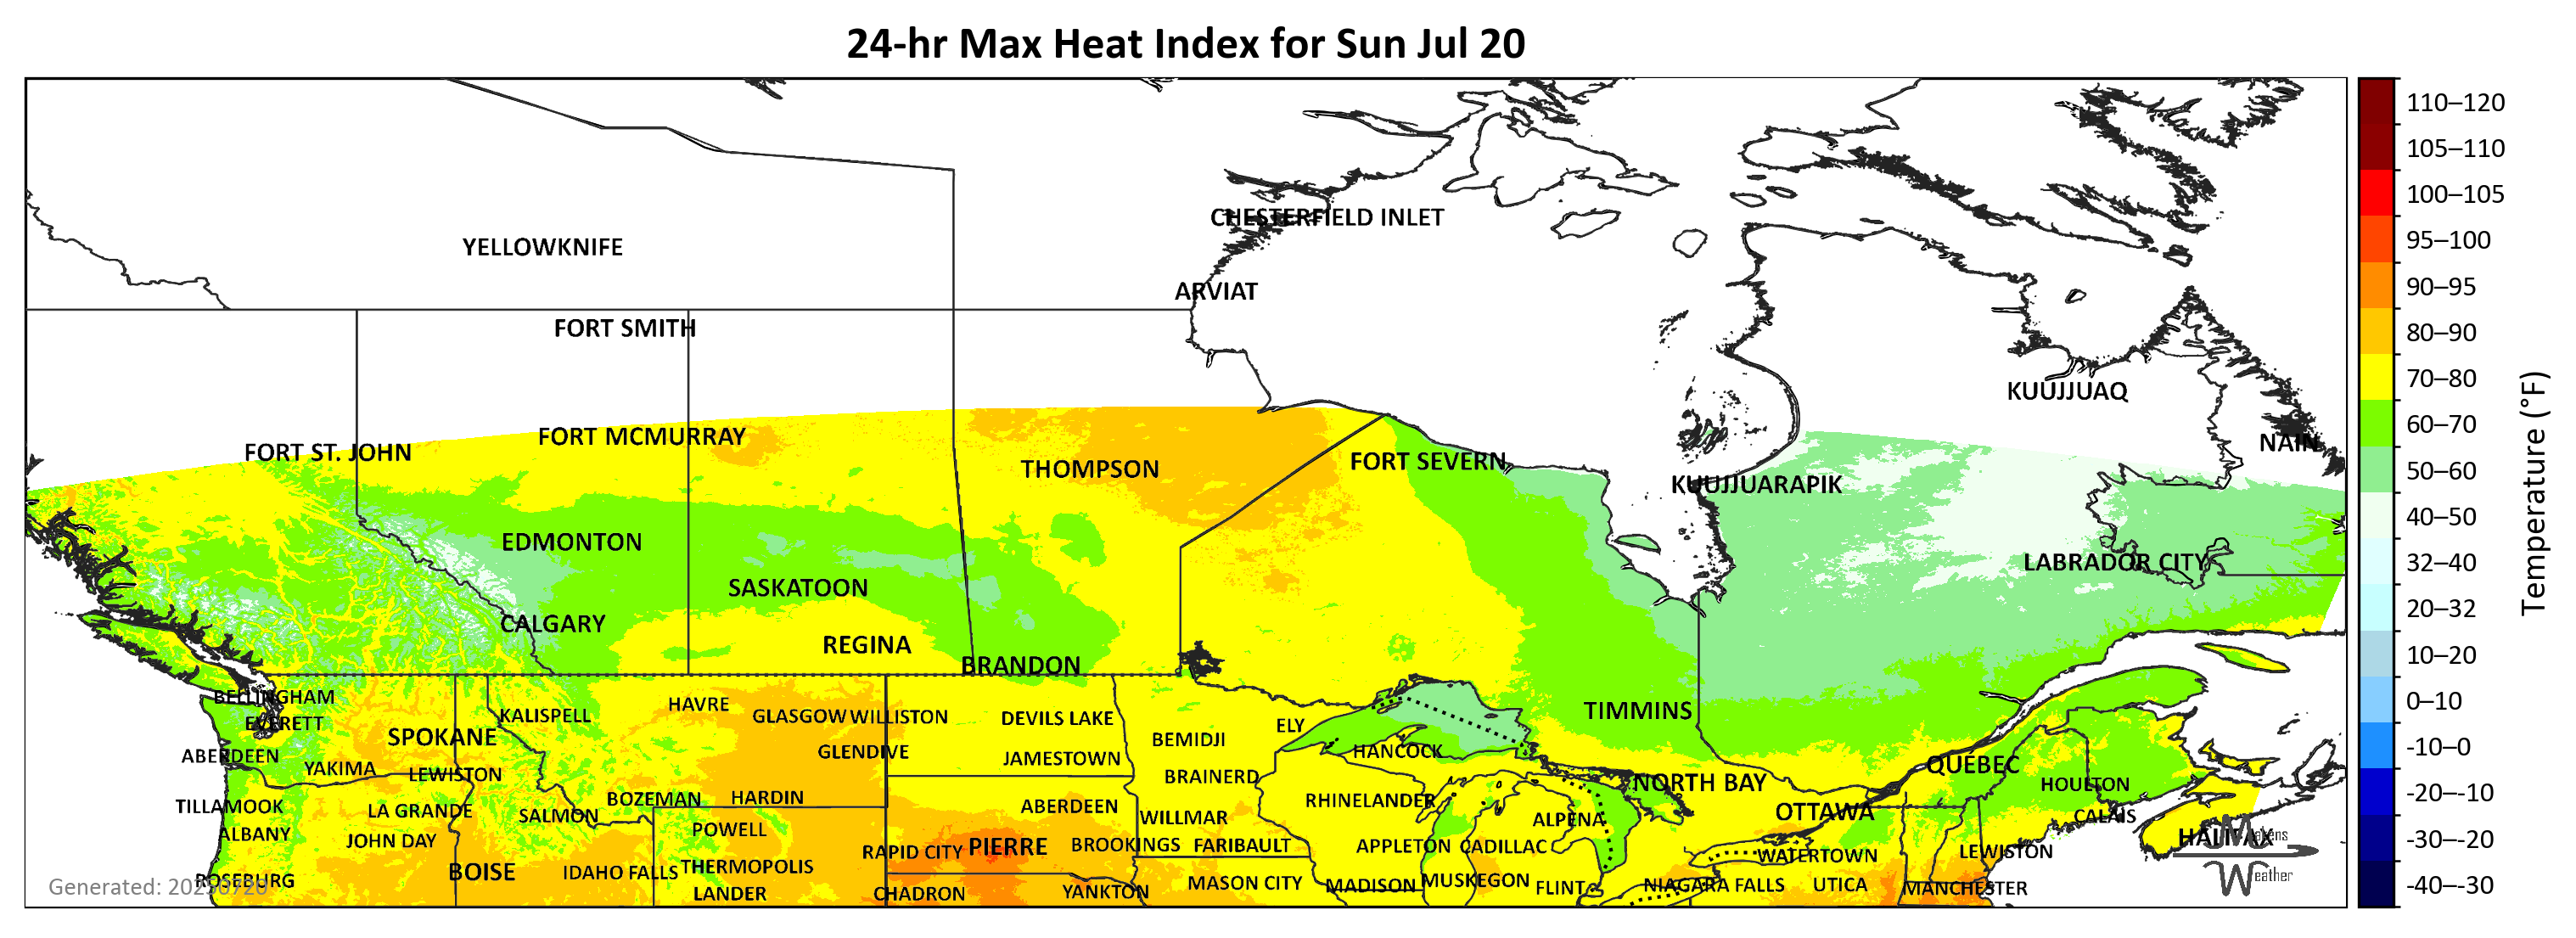 24-hr Max Heat Index for Sun Jul 20
CHESTERFIELD INLET
YELLOWKNIFE
ARVIAT
FORT SMITH
KUUJJUAQ
FORT MCMURRAY
NAIN
FORT ST. JOHN
FORT SEVERN
THOMPSON
KUUJJUARAPIK
EDMONTON
LABRADOR CITY
SASKATOON
CALGARY
REGINA
BRANDON
BELLINGHAM
HAVRE
TIMMINS
KALISPELL
GLASGOW WILLISTON
DEVILS LAKE
EVERETT
ELY
SPOKANE
BEMIDJI
GLENDIVE
HANCOCK
ABERDEEN
JAMESTOWN
QUÉBEC
YAKIMA
LEWISTON
BRAINERD
NORTH BAY
HOULTON
BOZEMAN
HARDIN
RHINELANDER
TILLAMOOK
LA GRANDE
ABERDEEN
OTTAWA
SALMON
WILLMAR
ALPENA
CALAIS
ALBANY
POWELL
JOHN DAY
HALIFAX
RAPID CITY
PIERRE
BROOKINGS
FARIBAULT
APPLETON
CADILLAC
WATERTOWN
LEWISTON
BOISE
IDAHO FALLS
THERMOPOLIS
ROSEBURG
MASON CITY
MADISON
MUSKEGON
FLINT
NIAGARA FALLS
UTICA
MANCHESTER
LANDER
CHADRON
YANKTON
Generated: 20250720
Weather
110–120
105–110
100–105
95–100
90–95
80–90
70–80
60–70
50–60
40–50
32–40
20–32
10–20
0–10
-10–0
-20–-10
-30–-20
-40–-30
Temperature (°F)